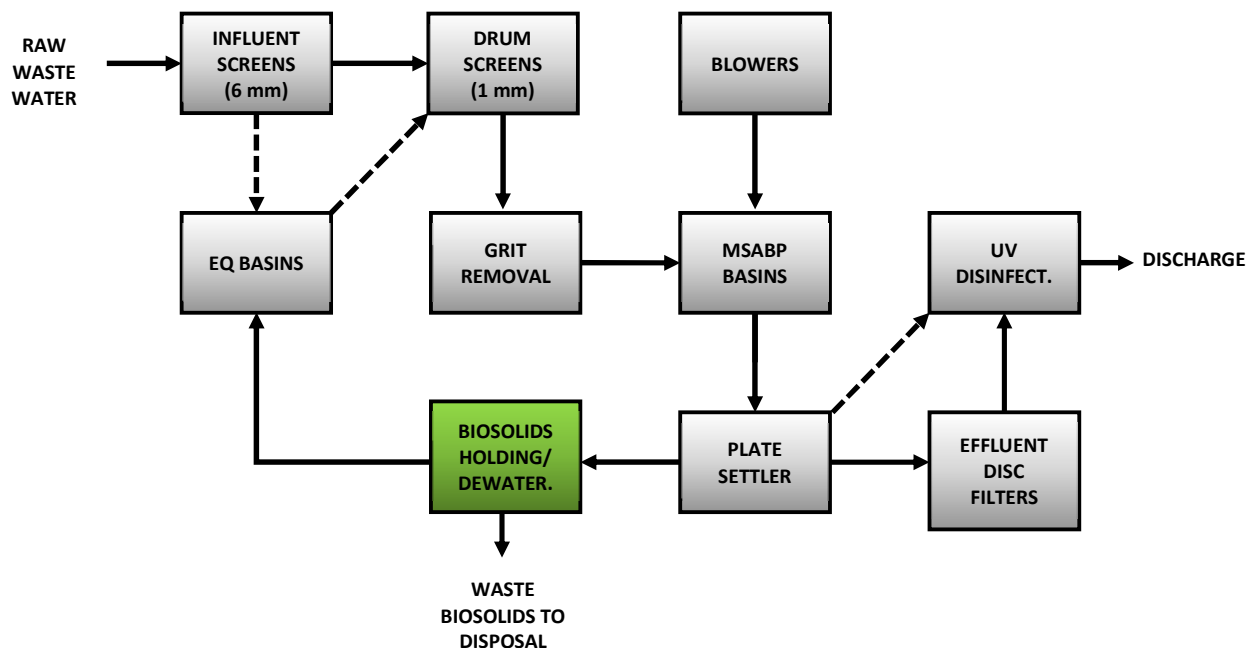 RAW
WASTE
WATER
INFLUENT
SCREENS
(6 mm)
DRUM
SCREENS
(1 mm)
BLOWERS
EQ BASINS
GRIT
REMOVAL
MSABP
BASINS
UV
DISINFECT.
DISCHARGE
BIOSOLIDS
HOLDING/
DEWATER.
PLATE
SETTLER
EFFLUENT
DISC
FILTERS
WASTE
BIOSOLIDS TO
DISPOSAL